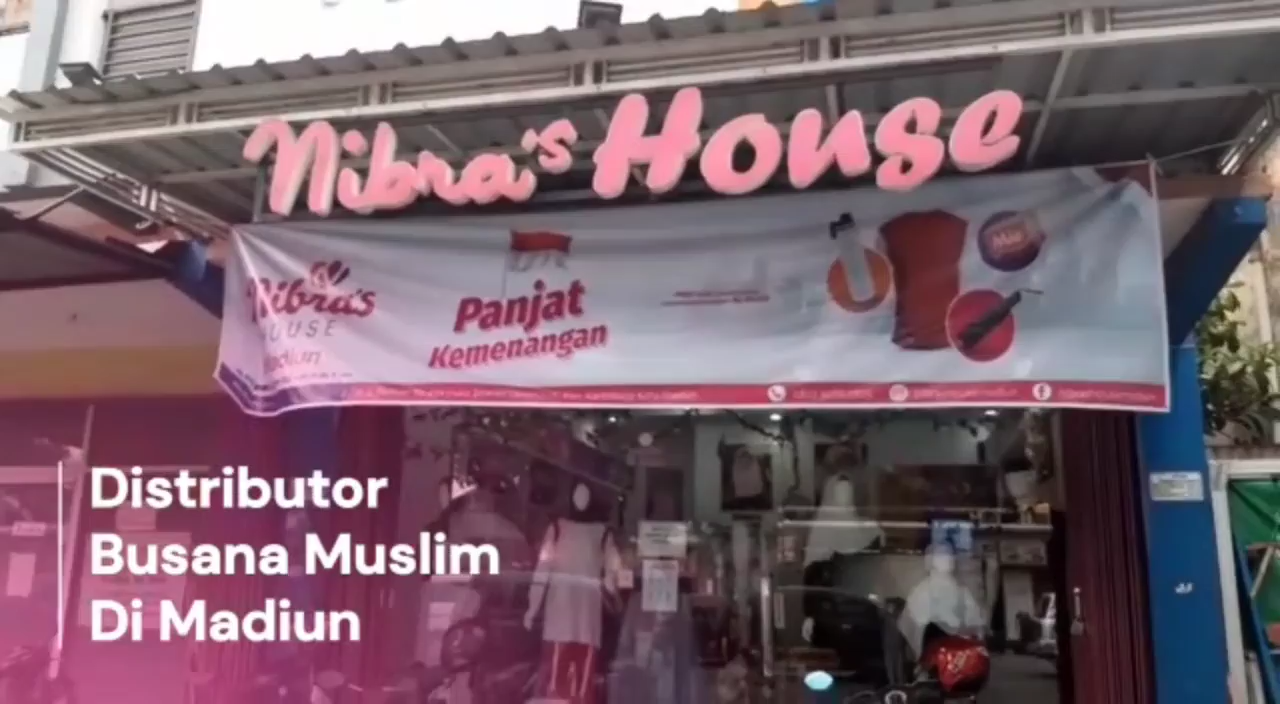 Nibra's House
Nibra's
HOUSE
Madiun
Panjat
Kemenangan
Distributor
Busana Muslim
Di Madiun